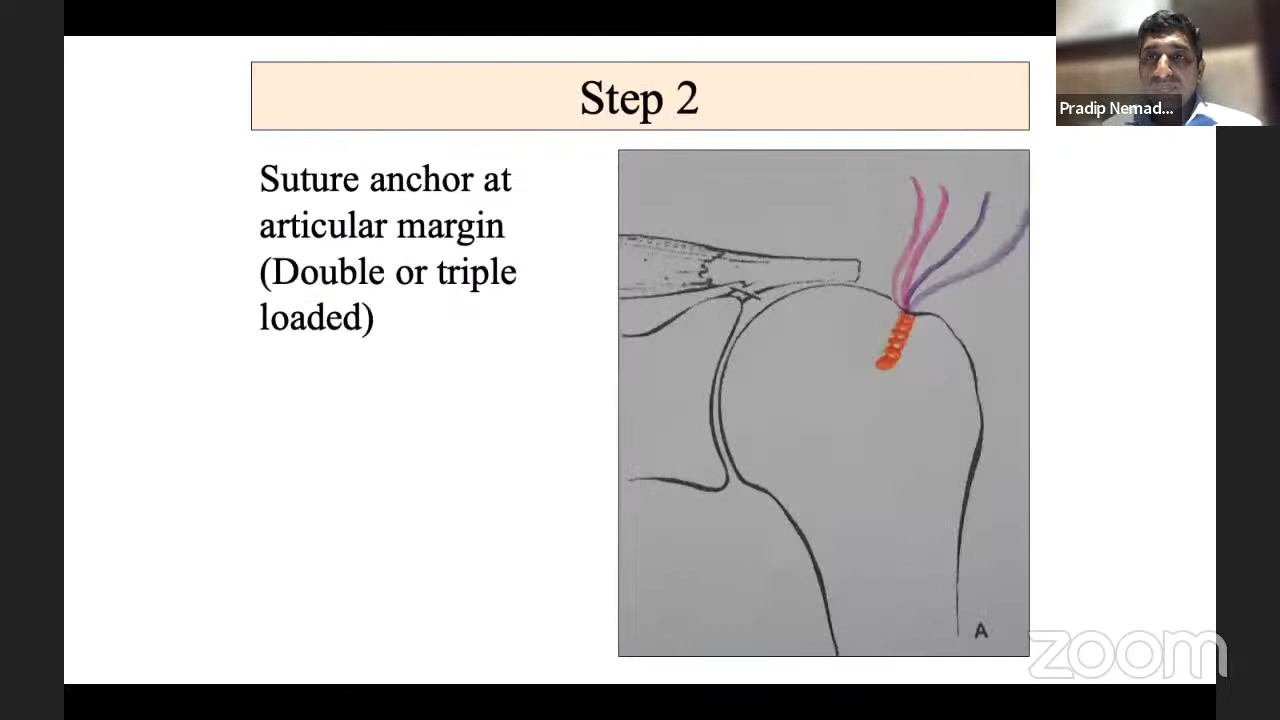 Step 2
Pradip Nemad...
Suture anchor at
articular margin
(Double or triple
loaded)
A
zoom